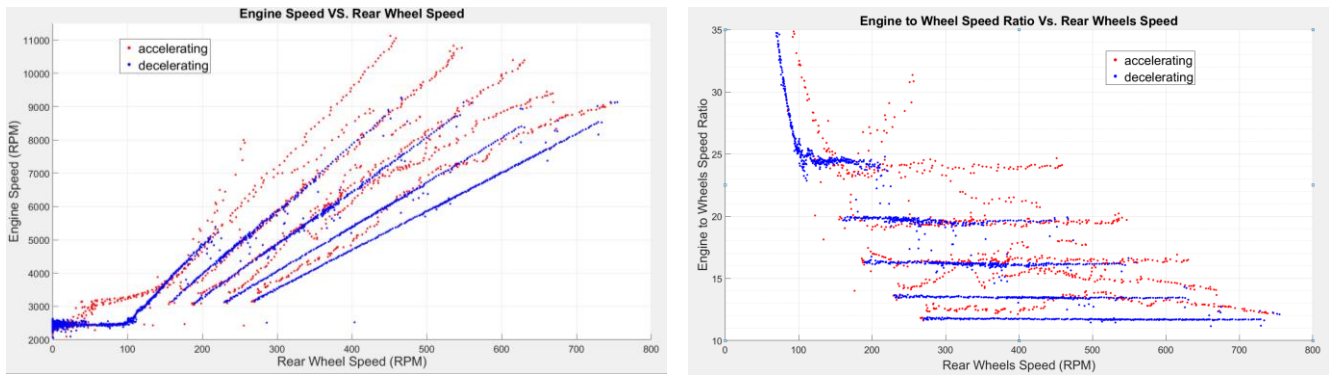 Engine Speed VS. Rear Wheel Speed
accelerating
decelerating
11000
10000
9000
8000
7000
6000
5000
4000
3000
2000
Engine Speed (RPM)
0 100 200 300 400 500 600 700 800
Rear Wheel Speed (RPM)
Engine to Wheel Speed Ratio Vs. Rear Wheels Speed
accelerating
decelerating
35
30
25
20
15
10
Engine to Wheels Speed Ratio
0 100 200 300 400 500 600 700 800
Rear Wheels Speed (RPM)